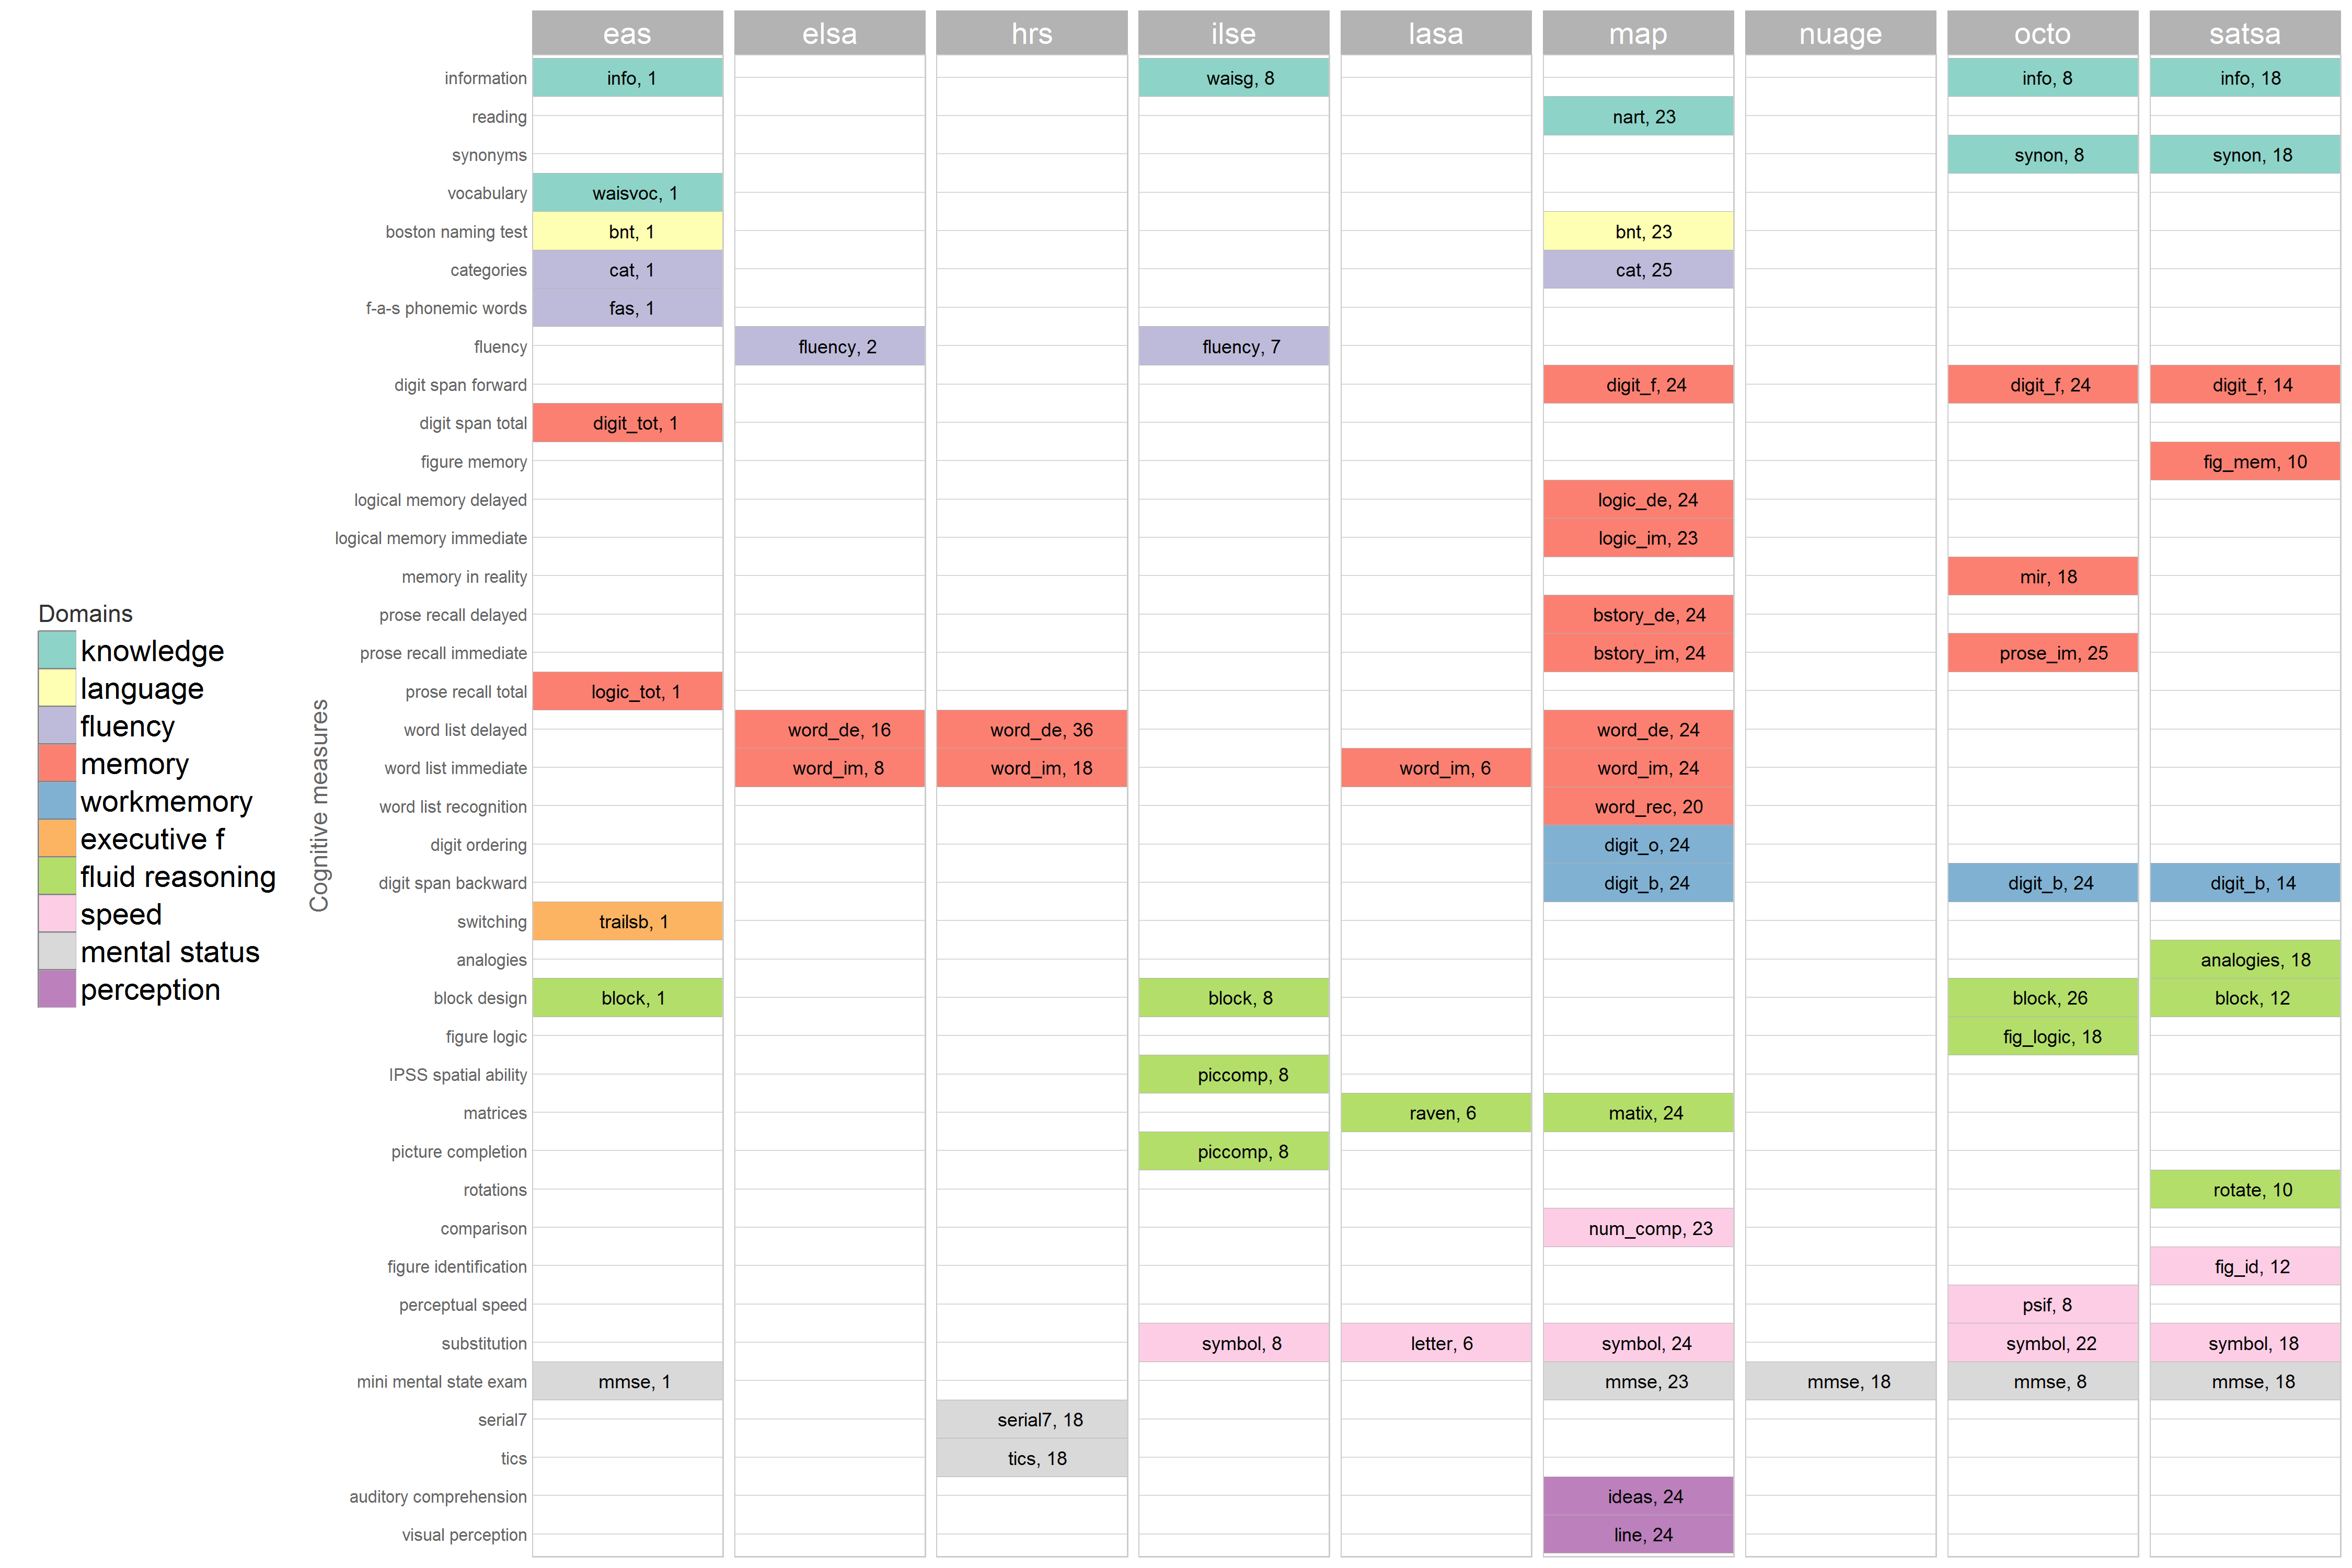 eas elsa hrs ilse lasa map nuage octo satsa
information info, 1 waisg, 8 info, 8 info, 18
reading nart, 23
synonyms synon, 8 synon, 18
vocabulary waisvoc, 1
boston naming test bnt, 1 bnt, 23
categories cat, 1 cat, 25
f-a-s phonemic words fas, 1
fluency fluency, 2 fluency, 7
digit span forward digit_f, 24 digit_f, 24 digit_f, 14
digit span total digit_tot, 1
figure memory fig_mem, 10
logical memory delayed logic_de, 24
logical memory immediate logic_im, 23
memory in reality mir, 18
prose recall delayed bstory_de, 24
prose recall immediate bstory_im, 24 prose_im, 25
prose recall total logic_tot, 1
word list delayed word_de, 16 word_de, 36 word_de, 24
word list immediate word_im, 8 word_im, 18 word_im, 6 word_im, 24
word list recognition word_rec, 20
digit ordering digit_o, 24
digit span backward digit_b, 24 digit_b, 24 digit_b, 14
switching trailsb, 1
analogies analogies, 18
block design block, 1 block, 8 block, 26 block, 12
figure logic fig_logic, 18
IPSS spatial ability piccomp, 8
matrices raven, 6 matix, 24
picture completion piccomp, 8
rotations rotate, 10
comparison num_comp, 23
figure identification fig_id, 12
perceptual speed psif, 8
substitution symbol, 8 letter, 6 symbol, 24 symbol, 22 symbol, 18
mini mental state exam mmse, 1 mmse, 23 mmse, 18 mmse, 8 mmse, 18
serial7 serial7, 18
tics tics, 18
auditory comprehension ideas, 24
visual perception line, 24
Cognitive measures
Domains
knowledge
language
fluency
memory
workmemory
executive f
fluid reasoning
speed
mental status
perception